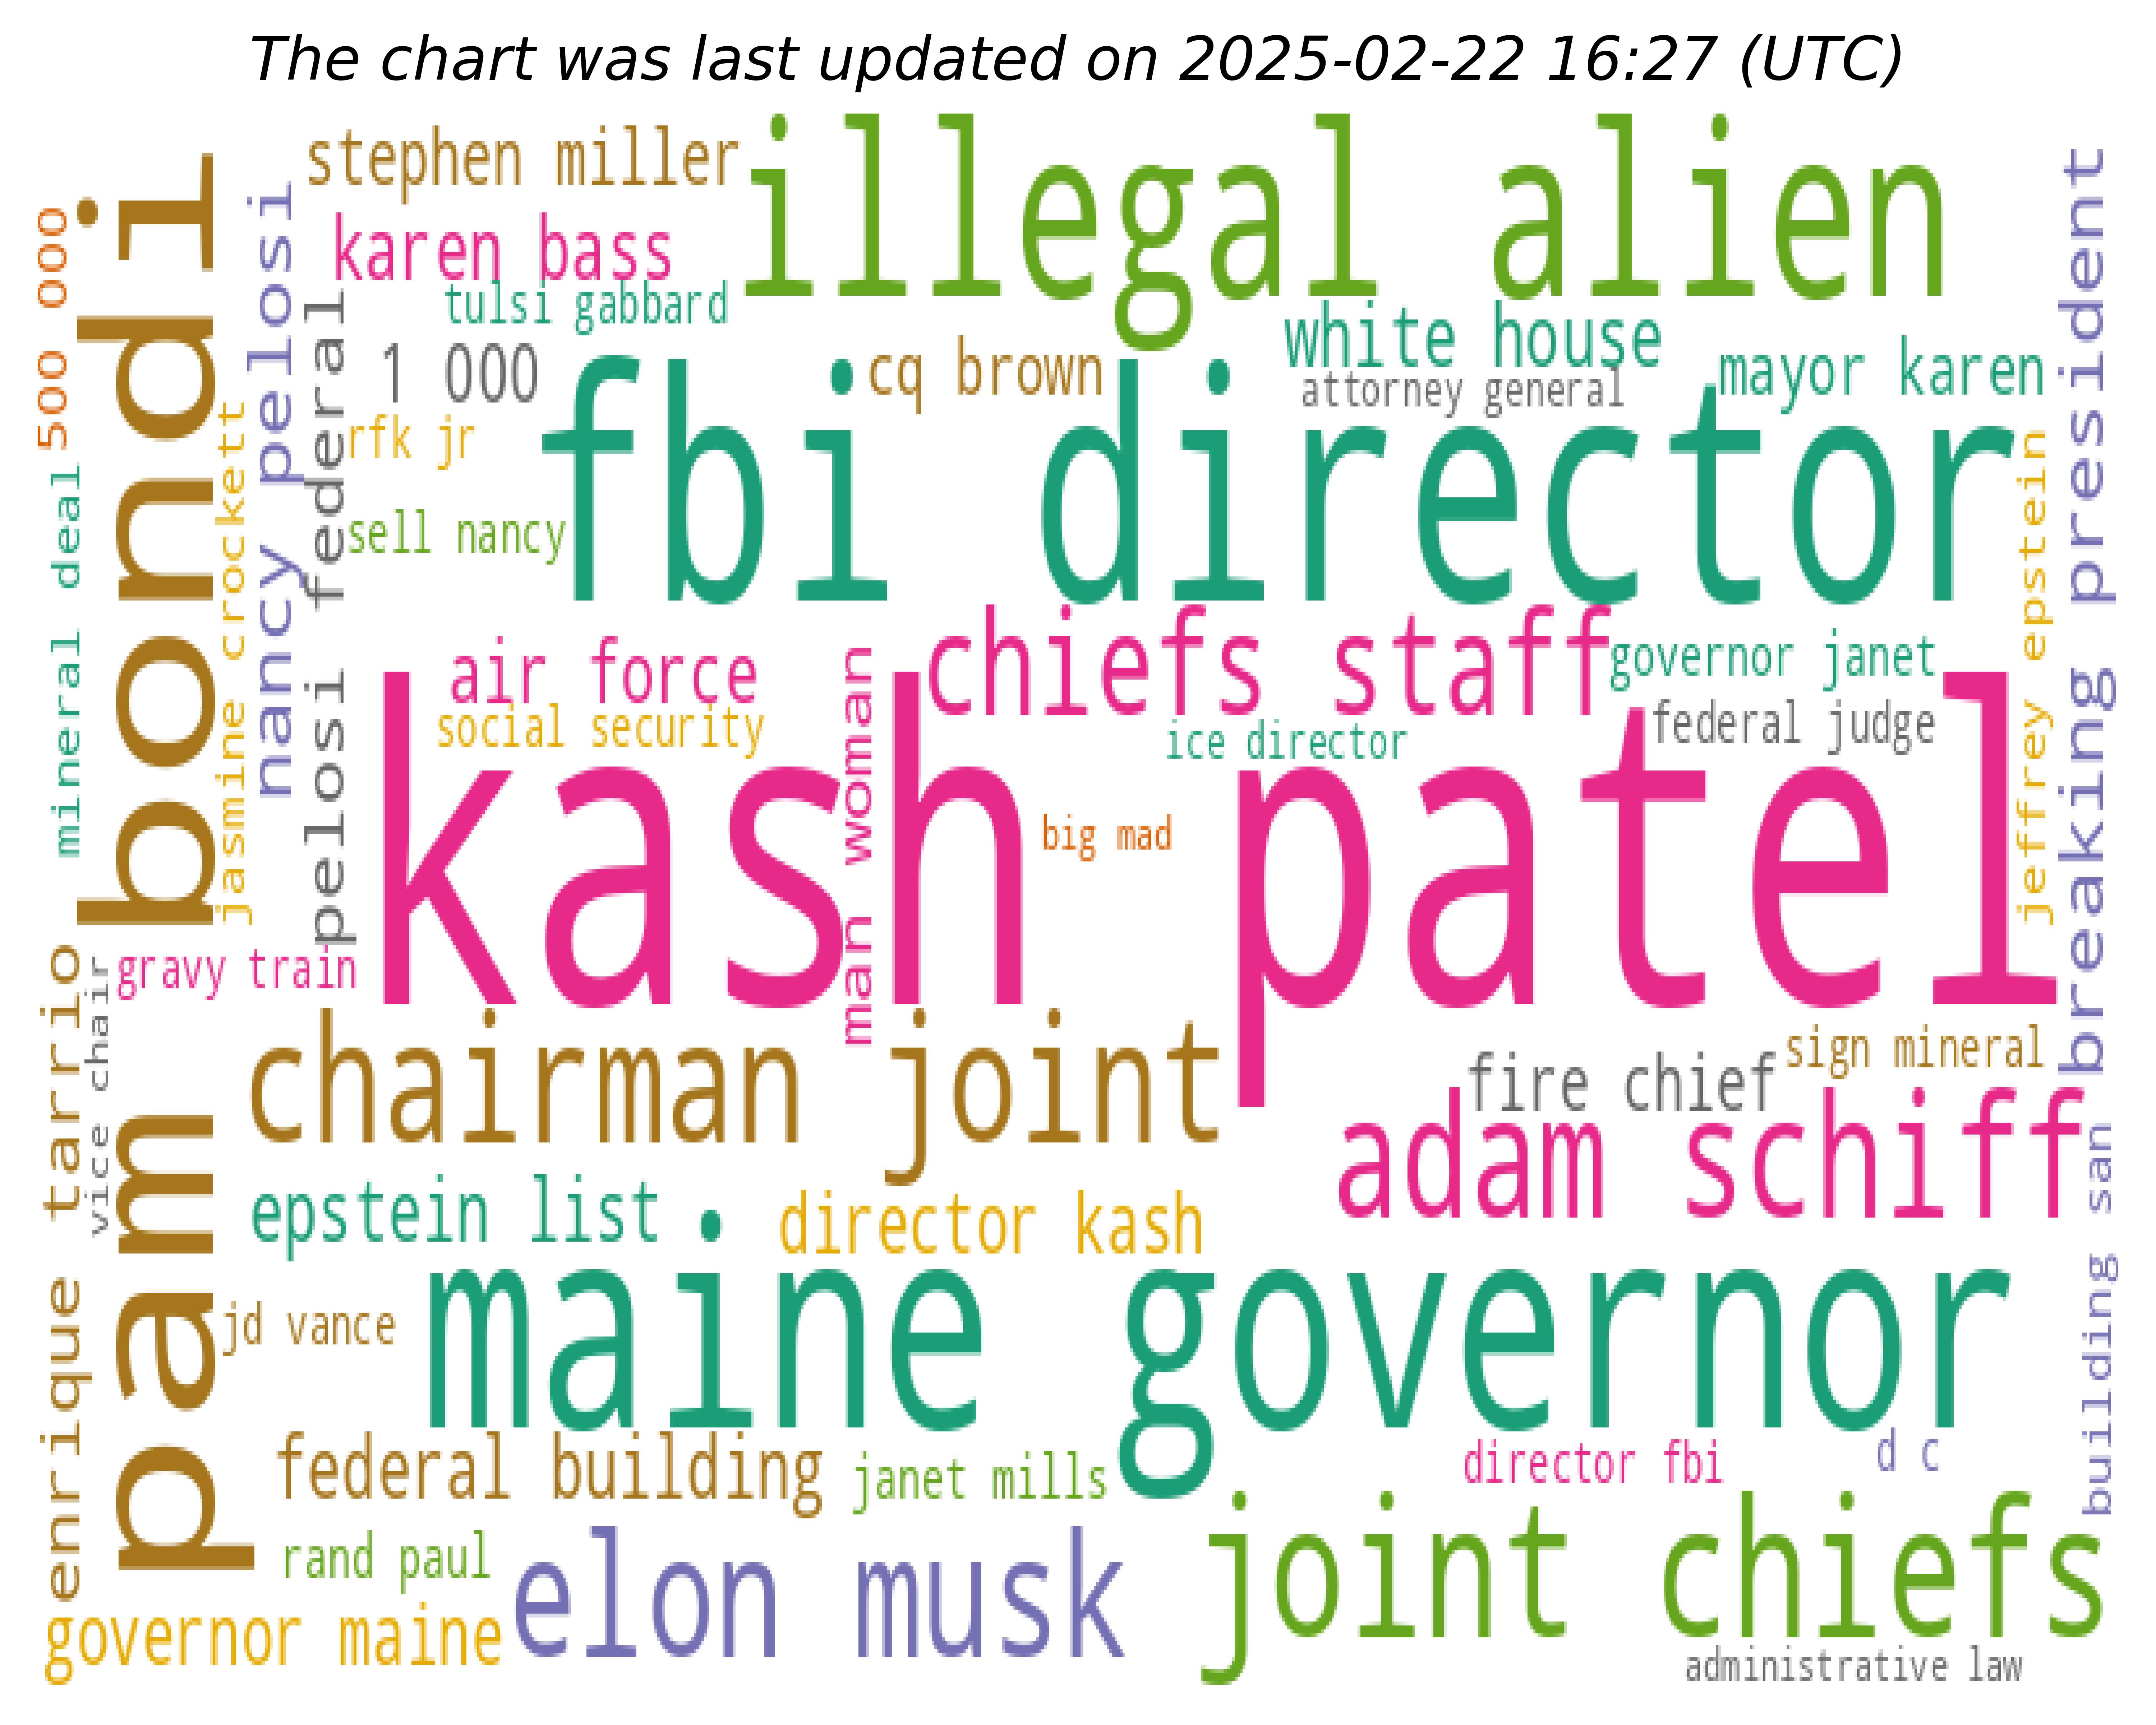 The chart was last updated on 2025-02-22 16:27 (UTC)
stephen miller
illegal alien
karen bass
tulsi gabbard
white house
cq brown
mayor karen
1 000
attorney general
rfk jr
fbi director
sell nancy
500 000
mineral deal
pam bondi
jasmine crockett
nancy pelosi
pelosi federal
breaking president
jeffrey epstein
chiefs staff
governor janet
air force
social security
man woman
federal judge
ice director
kash patel
big mad
gravy train
enrique tarrio
vice chair
chairman joint
sign mineral
fire chief
adam schiff
building san
epstein list
director kash
maine governor
jd vance
federal building
janet mills
director fbi
d c
rand paul
elon musk
joint chiefs
governor maine
administrative law